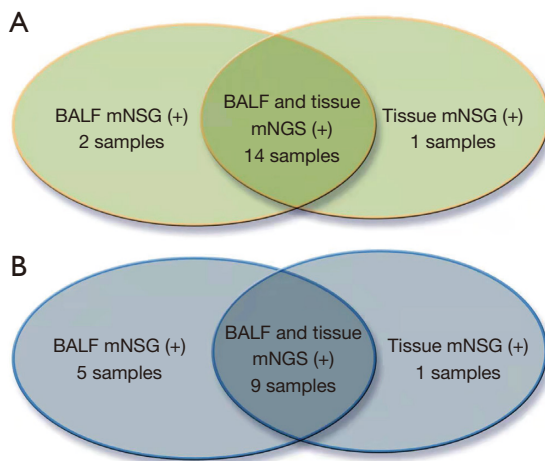 A
BALF mNSG (+)
2 samples
BALF and tissue
mNGS (+)
14 samples
Tissue mNSG (+)
1 samples
B
BALF mNSG (+)
5 samples
BALF and tissue
mNGS (+)
9 samples
Tissue mNSG (+)
1 samples